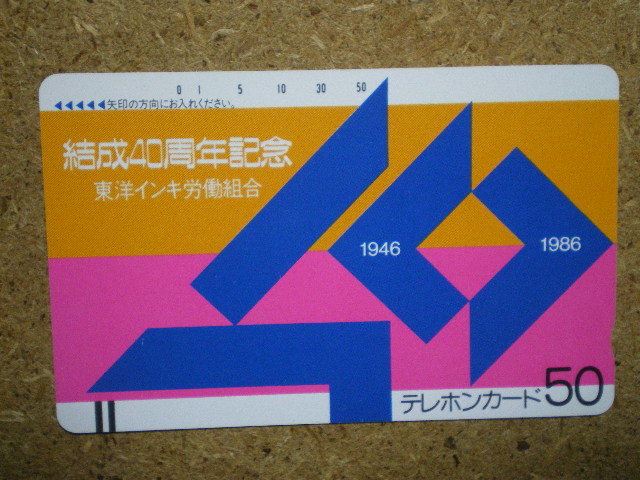 0 1 5 10 30 50
◀◀◀◀◀矢印の方向にお入れください。
結成40周年記念
東洋インキ労働組合
1946
1986
テレホンカード50